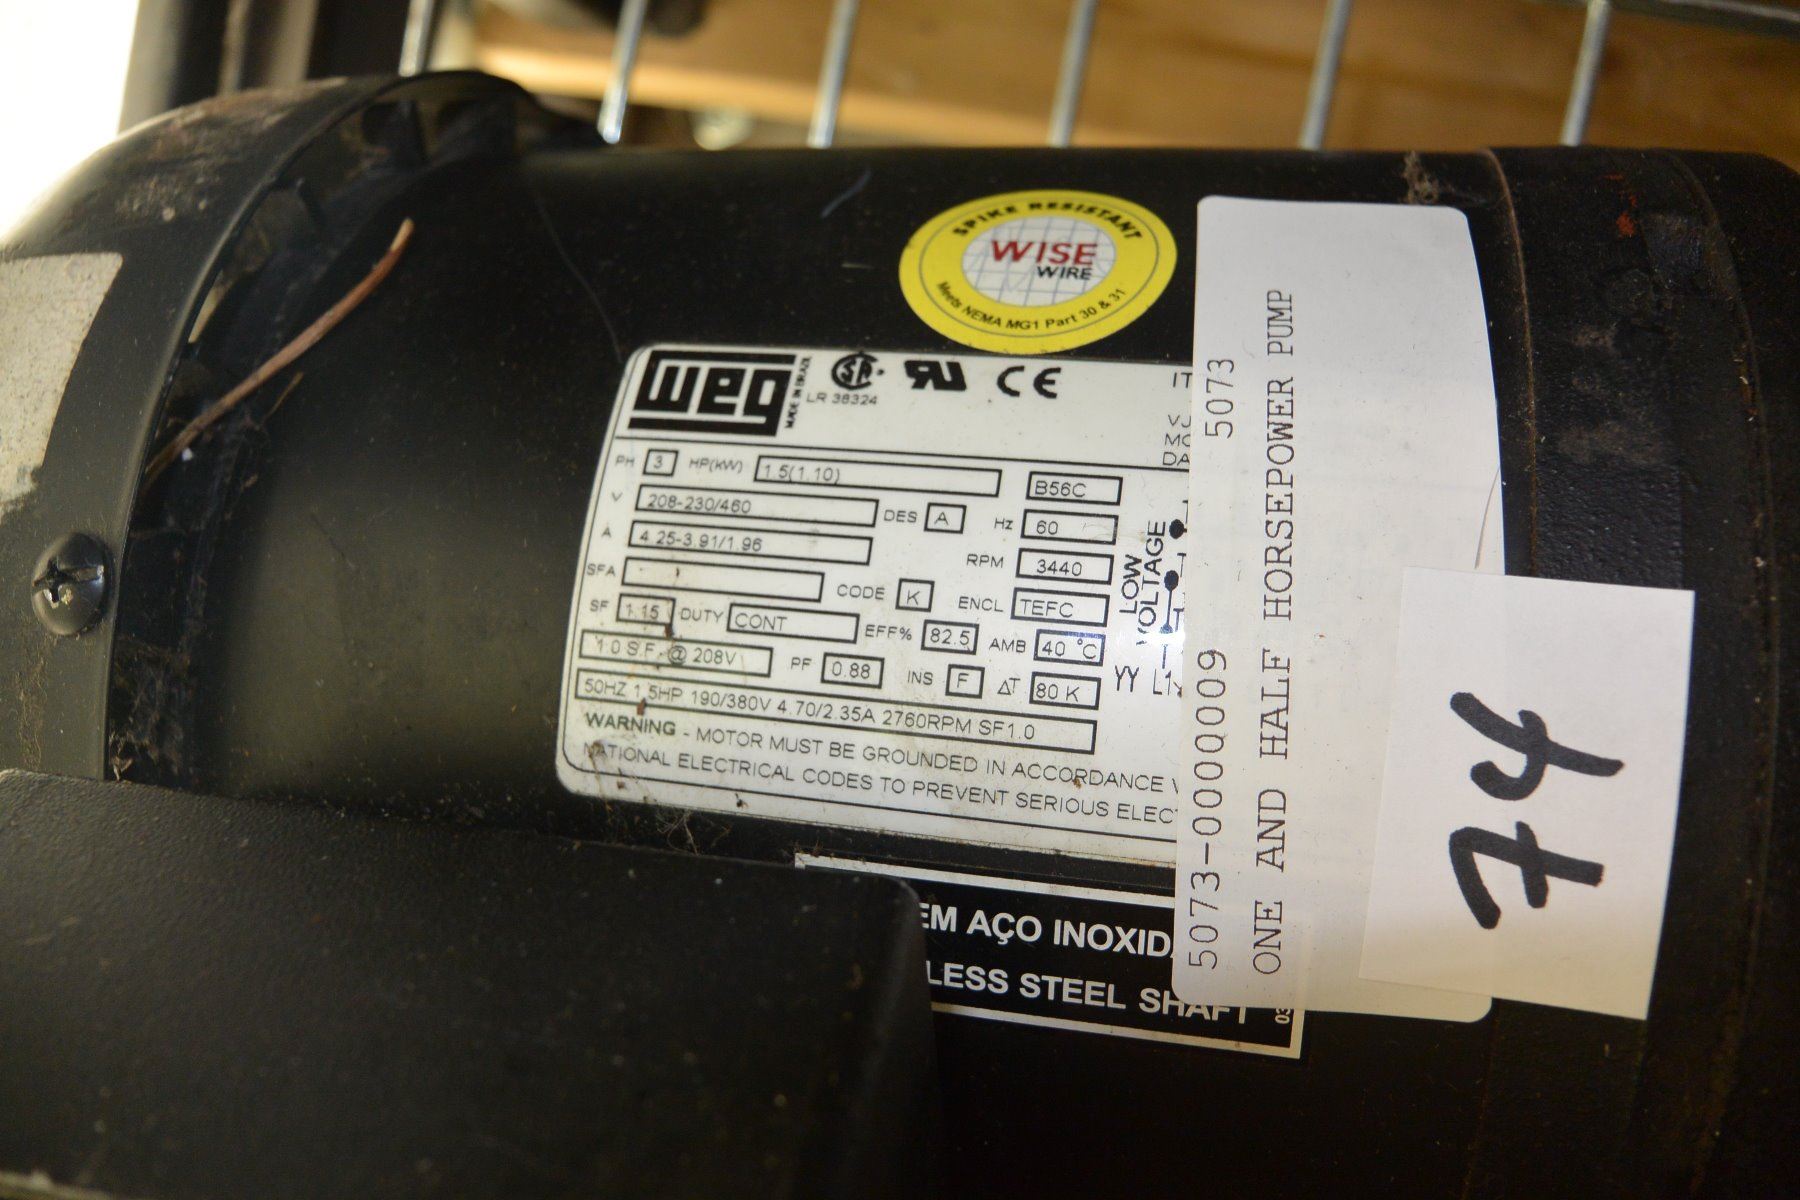 SPIKE RESISTANT
WISE
WIRE
Meets NEMA MG1 Part 30 & 31
WEG
MADE IN BRAZIL
LR 38324
CE
PH 3 HP(kW) 1.5(1.10) B56C
V 208-230/460 DES A Hz 60
A 4.25-3.91/1.96 RPM 3440
SFA CODE K ENCL TEFC
SF 1.15 DUTY CONT EFF% 82.5 AMB 40 °C
1.0 S.F. @ 208V PF 0.88 INS F ΔT 80 K
50HZ 1.5HP 190/380V 4.70/2.35A 2760RPM SF1.0
WARNING - MOTOR MUST BE GROUNDED IN ACCORDANCE
NATIONAL ELECTRICAL CODES TO PREVENT SERIOUS ELEC
LOW
VOLTAGE
YY L1
EM AÇO INOXID
LESS STEEL SHAFT
5073-0000009 5073
ONE AND HALF HORSEPOWER PUMP
74